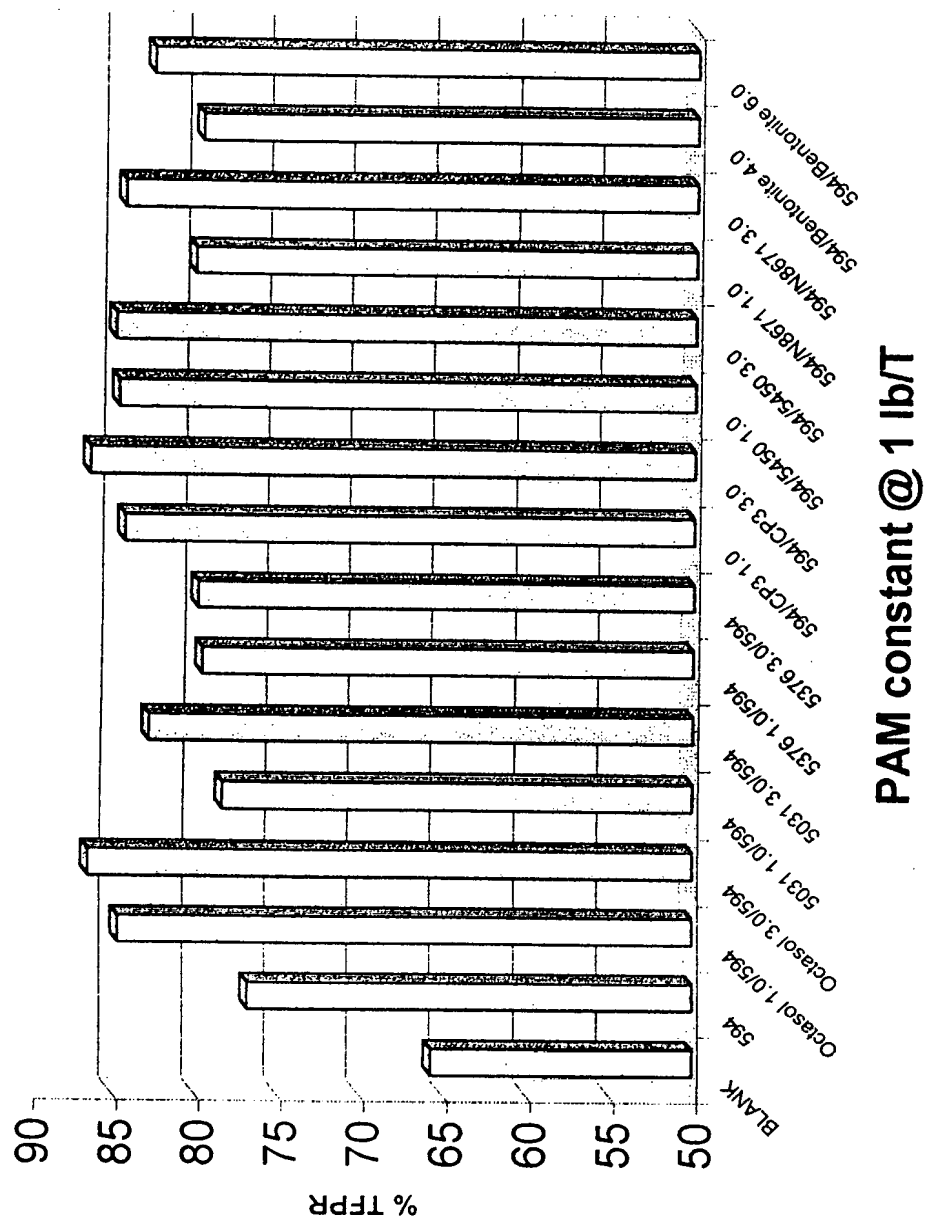 % TFPR
90
85
80
75
70
65
60
55
50
BLANK
594
Octasol 1.0/594
Octasol 3.0/594
5031 1.0/594
5031 3.0/594
5376 1.0/594
5376 3.0/594
594/CP3 1.0
594/CP3 3.0
594/5450 1.0
594/5450 3.0
594/N8671 1.0
594/N8671 3.0
594/Bentonite 4.0
594/Bentonite 6.0
PAM constant @ 1 lb/T